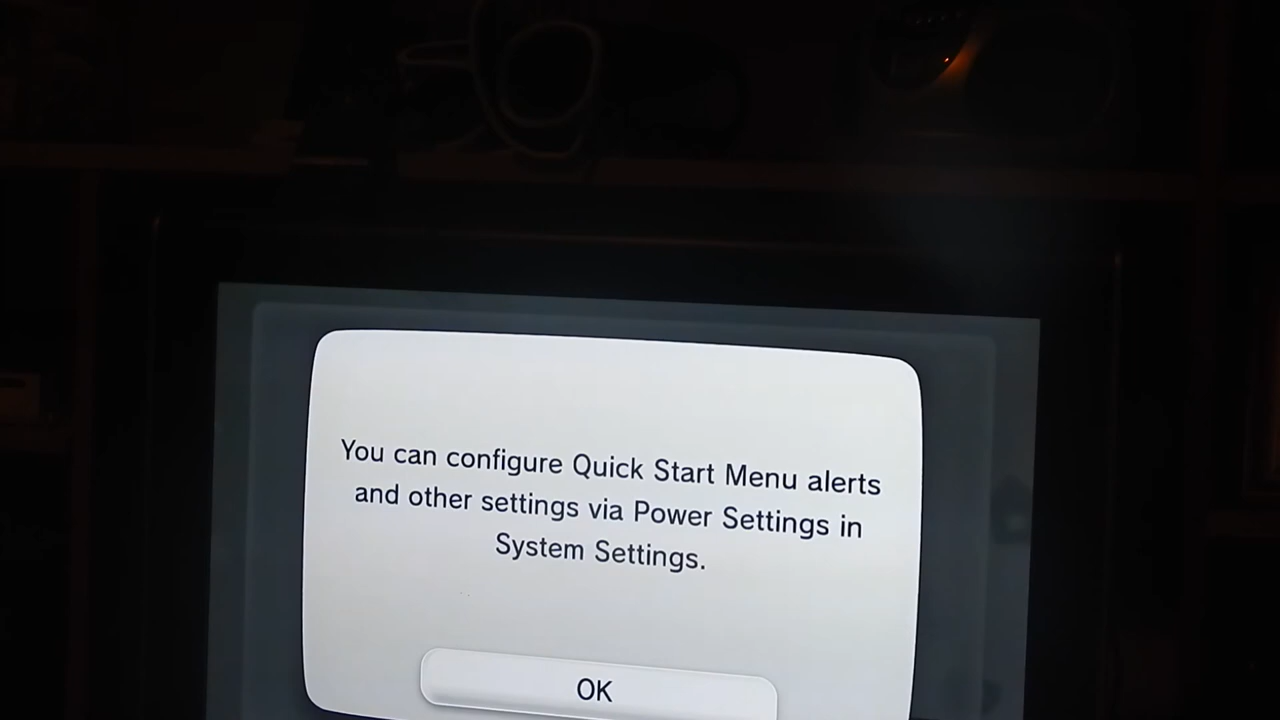 You can configure Quick Start Menu alerts
and other settings via Power Settings in
System Settings.
OK